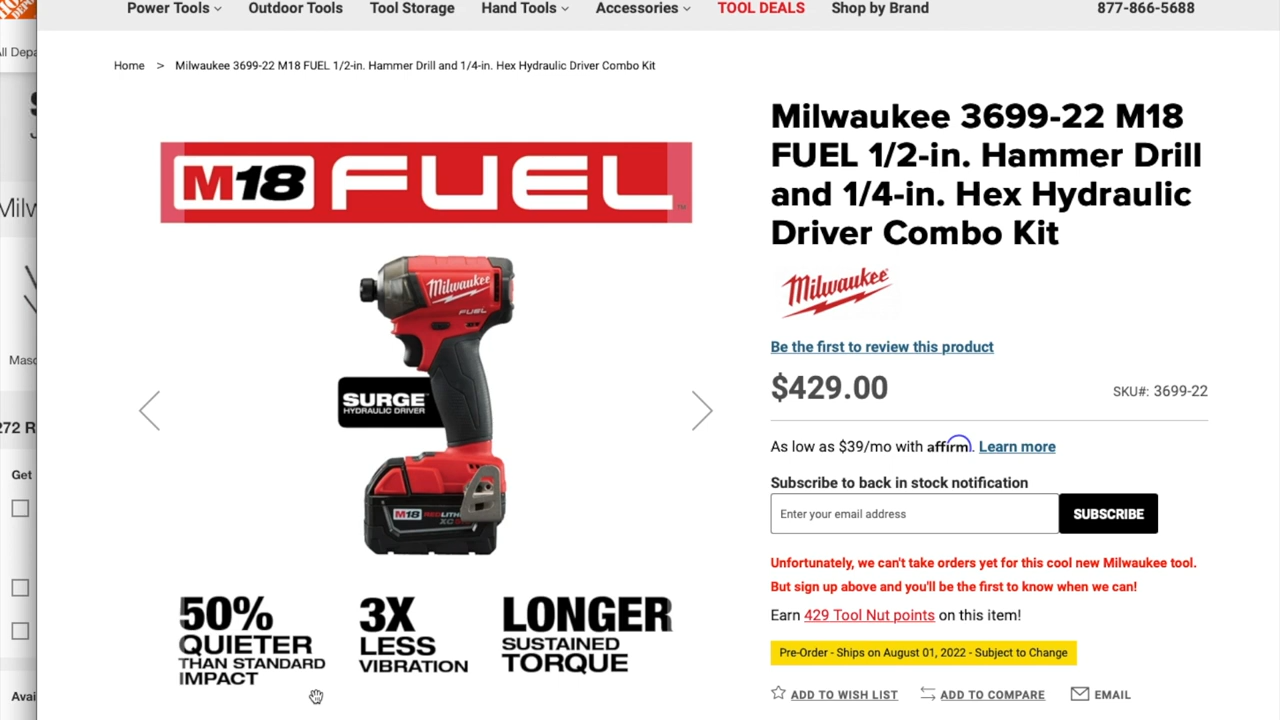 Power Tools
Outdoor Tools
Tool Storage
Hand Tools
Accessories
TOOL DEALS
Shop by Brand
877-866-5688
Home > Milwaukee 3699-22 M18 FUEL 1/2-in. Hammer Drill and 1/4-in. Hex Hydraulic Driver Combo Kit
M18 FUEL™
Milwaukee
FUEL
SURGE™
HYDRAULIC DRIVER
M18
50%
QUIETER
THAN STANDARD
IMPACT
3X
LESS
VIBRATION
LONGER
SUSTAINED
TORQUE
Milwaukee 3699-22 M18
FUEL 1/2-in. Hammer Drill
and 1/4-in. Hex Hydraulic
Driver Combo Kit
Milwaukee
Be the first to review this product
$429.00
SKU#: 3699-22
As low as $39/mo with affirm. Learn more
Subscribe to back in stock notification
Enter your email address
SUBSCRIBE
Unfortunately, we can't take orders yet for this cool new Milwaukee tool.
But sign up above and you'll be the first to know when we can!
Earn 429 Tool Nut points on this item!
Pre-Order - Ships on August 01, 2022 - Subject to Change
ADD TO WISH LIST
ADD TO COMPARE
EMAIL
Get